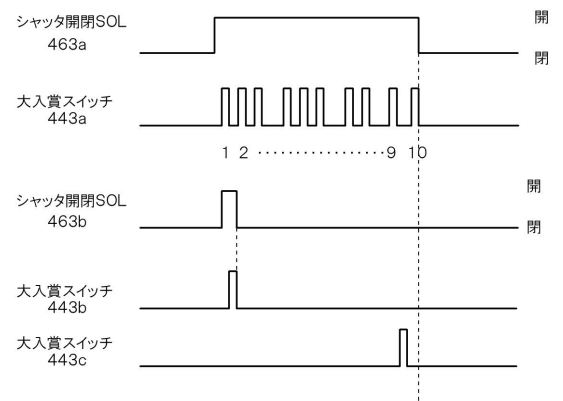 シャッタ開閉SOL
463a
開
閉
大入賞スイッチ
443a
1 2 ・・・・・・・・・・・・・・・・・9 10
シャッタ開閉SOL
463b
開
閉
大入賞スイッチ
443b
大入賞スイッチ
443c